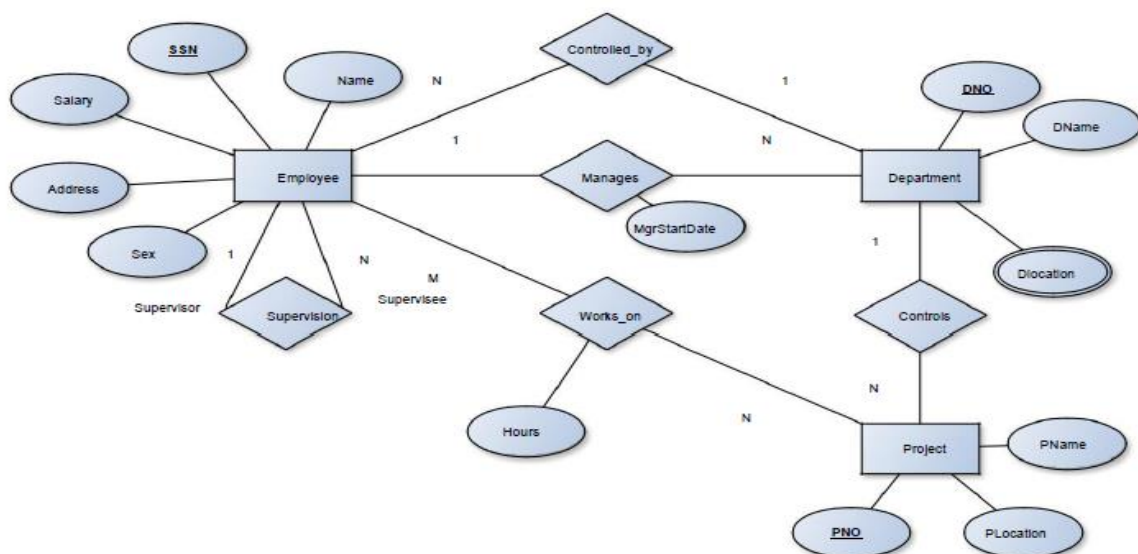 SSN
Controlled_by
Name
N
DNO
Salary
1
DName
1
N
Employee
Manages
Department
Address
MgrStartDate
Sex
1
N
1
M
Dlocation
Supervisor
Supervisee
Supervision
Works_on
Controls
N
N
Hours
PName
Project
PNO
PLocation